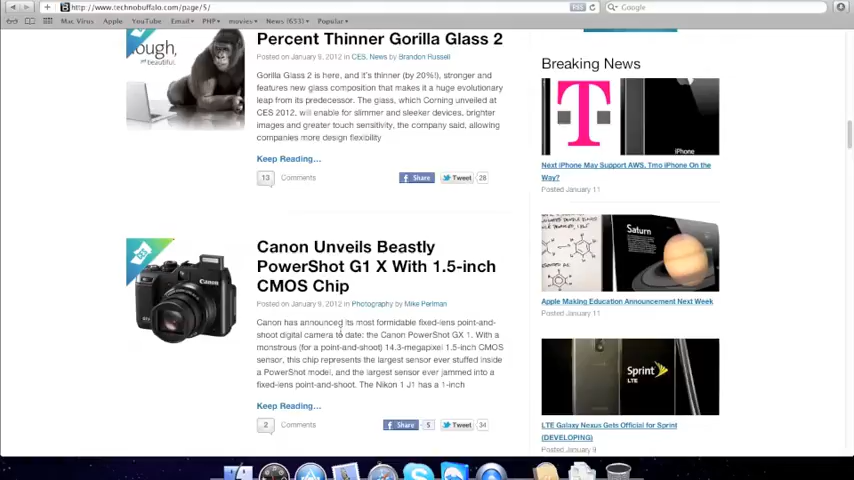 http://www.technobuffalo.com/page/5/
RSS
Google
Mac Virus Apple YouTube Email PHP movies News (653) Popular
ough,
beautiful.
Percent Thinner Gorilla Glass 2
Posted on January 9, 2012 in CES, News by Brandon Russell
Gorilla Glass 2 is here, and it's thinner (by 20%!), stronger and
features new glass composition that makes it a huge evolutionary
leap from its predecessor. The glass, which Corning unveiled at
CES 2012, will enable for slimmer and sleeker devices, brighter
images and greater touch sensitivity, the company said, allowing
companies more design flexibility
Keep Reading...
13 Comments
Share
Tweet 28
Canon Unveils Beastly
PowerShot G1 X With 1.5-inch
CMOS Chip
Posted on January 9, 2012 in Photography by Mike Perlman
Canon has announced its most formidable fixed-lens point-and-
shoot digital camera to date: the Canon PowerShot GX 1. With a
monstrous (for a point-and-shoot) 14.3-megapixel 1.5-inch CMOS
sensor, this chip represents the largest sensor ever stuffed inside
a PowerShot model, and the largest sensor ever jammed into a
fixed-lens point-and-shoot. The Nikon 1 J1 has a 1-inch
Keep Reading...
2 Comments
Share 5
Tweet 34
Canon
Breaking News
T
iPhone
Next iPhone May Support AWS, Tmo iPhone On the
Way?
Posted January 11
Saturn
Apple Making Education Announcement Next Week
Posted January 11
Sprint
LTE
LTE Galaxy Nexus Gets Official for Sprint
(DEVELOPING)
Posted January 9